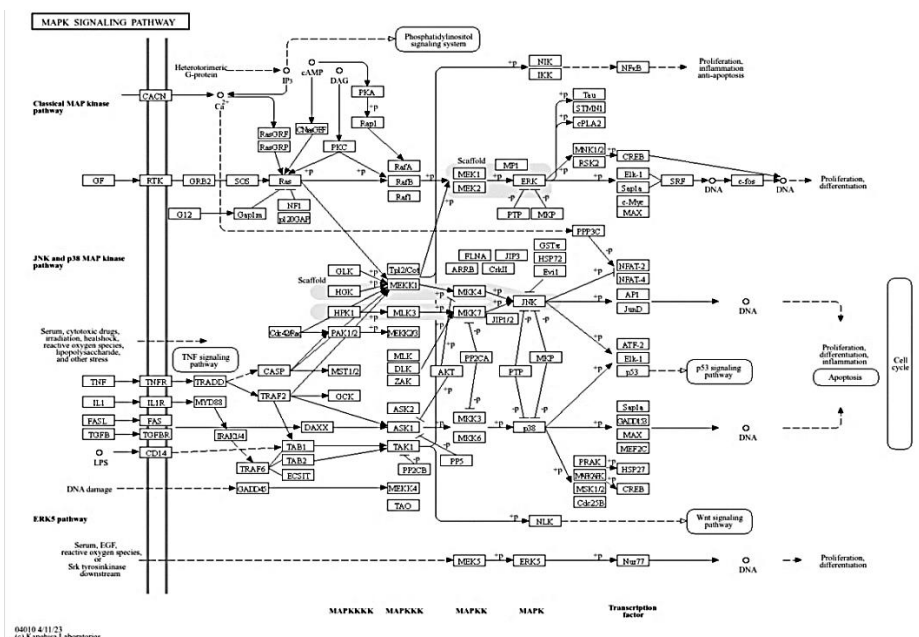 MAPK SIGNALING PATHWAY
Phosphatidylinositol
signaling system
Heterotorimeric
G-protein
IP3
cAMP
DAG
PKA
Rap1
NIK
IKK
+p
NFκB
Proliferation,
inflammation
anti-apoptosis
Classical MAP kinase
pathway
CACN
Ca2+
RasGRF
RasGRP
CNasGEF
PKC
RafA
RafB
Raf1
Scaffold
MP1
MEK1
MEK2
ERK
PTP
MKP
Tau
STMN1
cPLA2
MNK1/2
RSK2
CREB
Elk-1
Sap1a
c-Myc
MAX
SRF
DNA
c-fos
DNA
Proliferation,
differentiation
GF
RTK
GRB2
SOS
Ras
G12
Gap1m
NF1
p120GAP
PPP3C
JNK and p38 MAP kinase
pathway
Scaffold
GLK
HGK
HPK1
Cdc42/Rac
PAK1/2
Tpl2/Cot
MEKK1
MLK3
MEKK2/3
MLK
DLK
ZAK
FLNA
JIP3
ARRB
CrkII
GSTπ
HSP72
Evi1
MKK4
MKK7
JNK
JIP1/2
NFAT-2
NFAT-4
AP1
JunD
DNA
AKT
PP2CA
PTP
MKP
ATF-2
Elk-1
p53
p53 signaling
pathway
Proliferation,
differentiation,
inflammation
Apoptosis
Cell
cycle
Serum, cytotoxic drugs,
irradiation, heatshock,
reactive oxygen species,
lipopolysaccharide,
and other stress
TNF signaling
pathway
CASP
MST1/2
TNF
TNFR
TRADD
TRAF2
GCK
IL1
IL1R
MYD88
ASK2
FASL
FAS
DAXX
ASK1
MKK3
MKK6
p38
Sap1a
GADD153
MAX
MEF2C
DNA
TGFB
TGFBR
IRAK1/4
TAB1
TAB2
ECSIT
TAK1
PP2CB
PP5
LPS
CD14
TRAF6
PRAK
MAPKAPK
MSK1/2
Cdc25B
HSP27
CREB
DNA damage
GADD45
MEKK4
TAO
NLK
Wnt signaling
pathway
ERK5 pathway
Serum, EGF,
reactive oxygen species,
or
Srk tyrosinkinase
downstream
MEK5
+p
ERK5
+p
Nur77
DNA
Proliferation,
differentiation
MAPKKKK
MAPKKK
MAPKK
MAPK
Transcription
factor
04010 4/11/23
(c) Kanehisa Laboratories